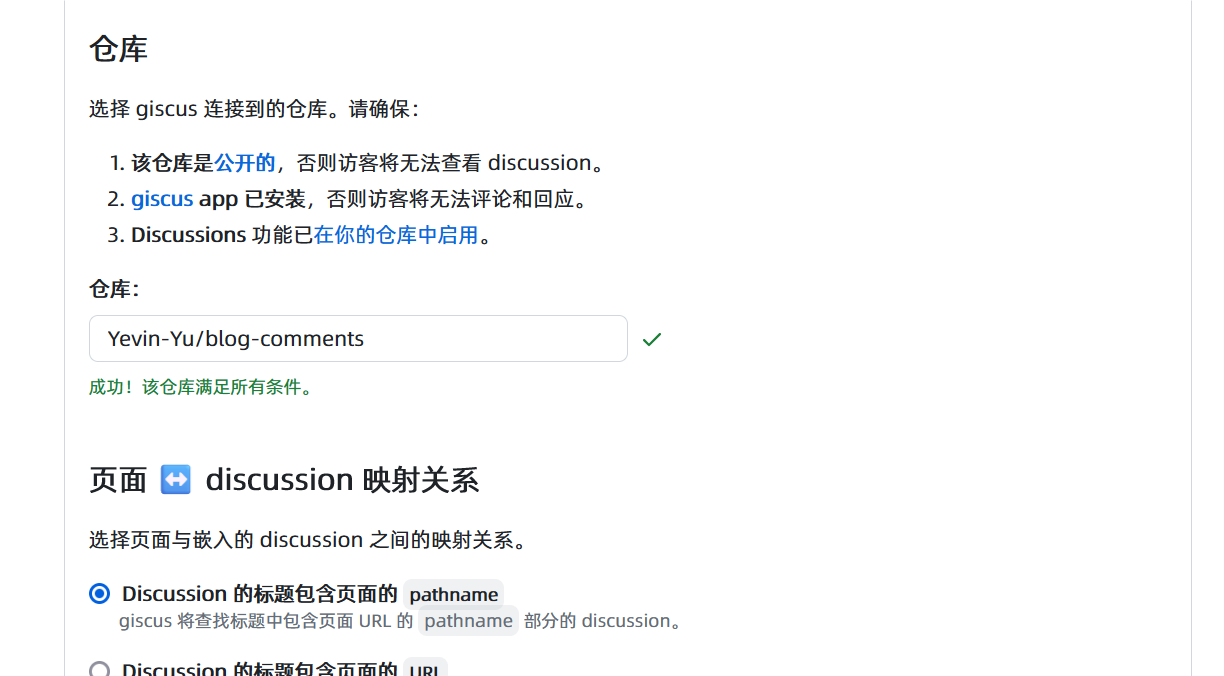 仓库
选择 giscus 连接到的仓库。请确保：
1. 该仓库是公开的，否则访客将无法查看 discussion。
2. giscus app 已安装，否则访客将无法评论和回应。
3. Discussions 功能已在你的仓库中启用。
仓库：
Yevin-Yu/blog-comments
成功！该仓库满足所有条件。
页面 ↔️ discussion 映射关系
选择页面与嵌入的 discussion 之间的映射关系。
Discussion 的标题包含页面的 pathname
giscus 将查找标题中包含页面 URL 的 pathname 部分的 discussion。
Discussion 的标题包含页面的 URL